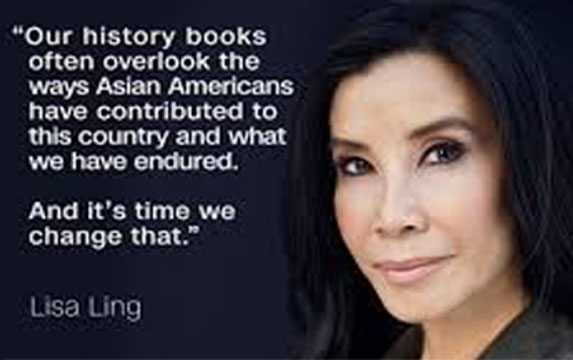 “Our history books
often overlook the
ways Asian Americans
have contributed to
this country and what
we have endured.
And it’s time we
change that.”
Lisa Ling